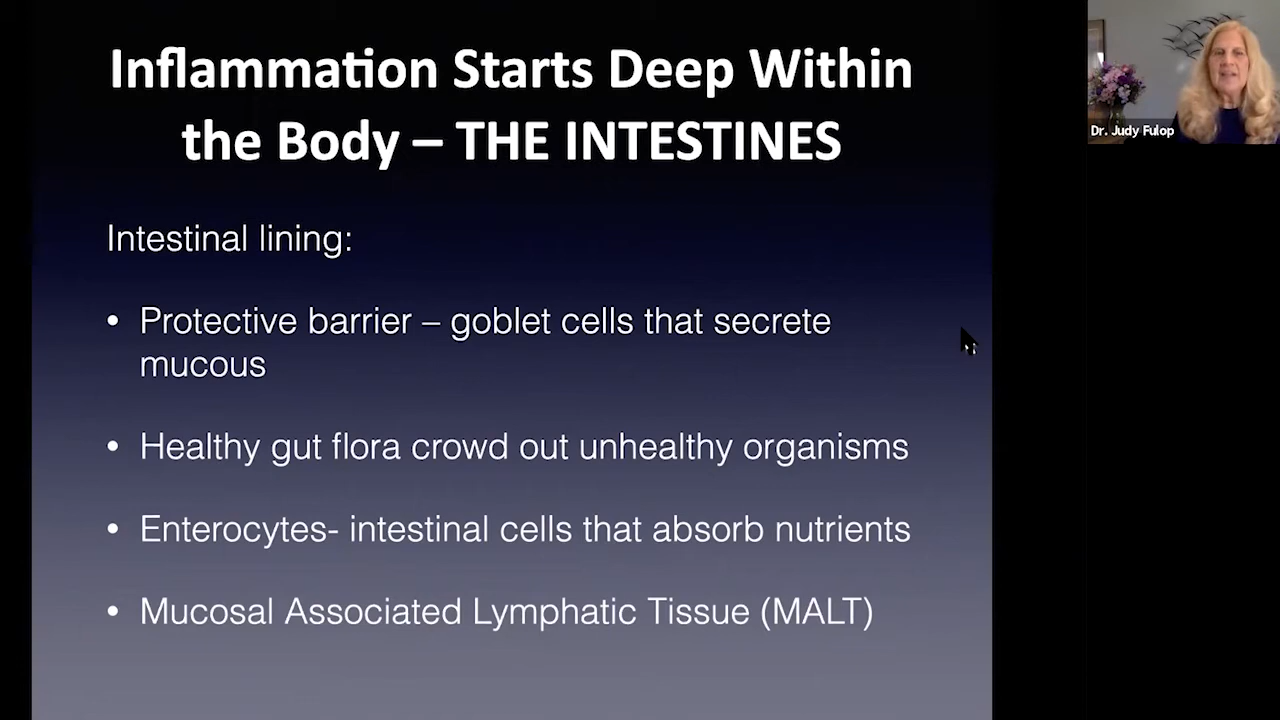 Inflammation Starts Deep Within
the Body – THE INTESTINES
Intestinal lining:
• Protective barrier – goblet cells that secrete
mucous
• Healthy gut flora crowd out unhealthy organisms
• Enterocytes- intestinal cells that absorb nutrients
• Mucosal Associated Lymphatic Tissue (MALT)
Dr. Judy Fulop